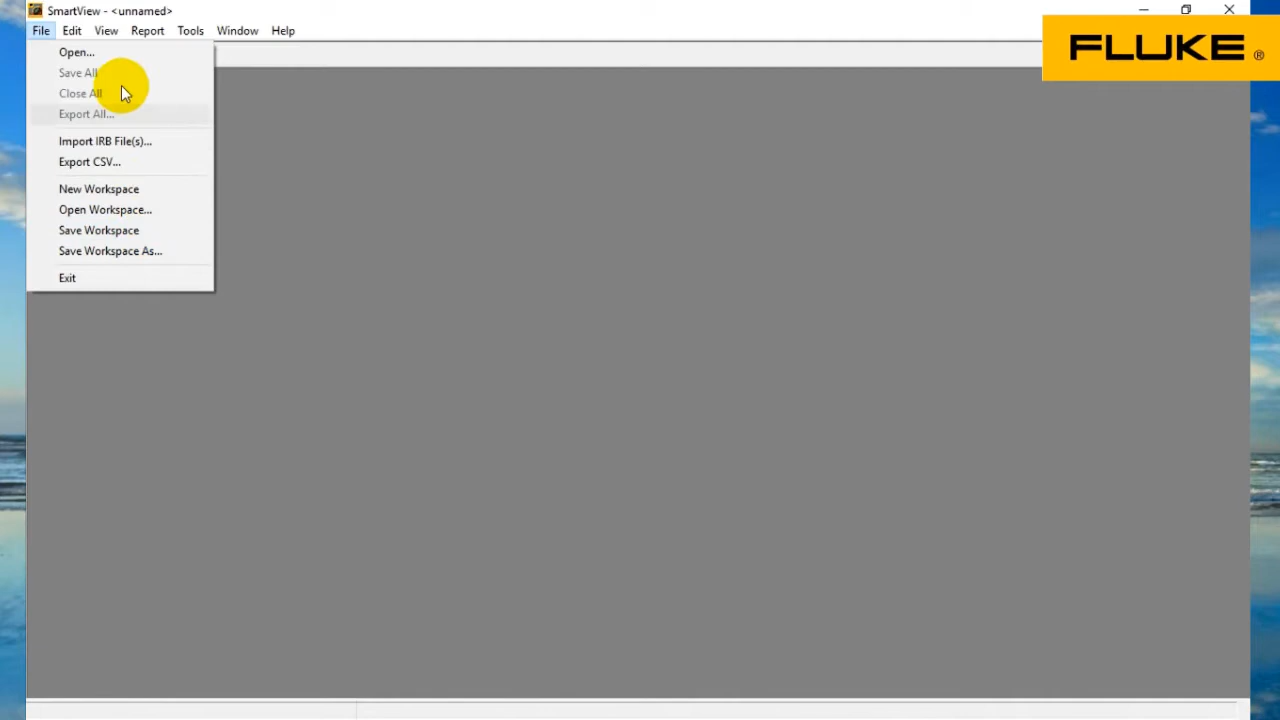 SmartView - <unnamed>
File Edit View Report Tools Window Help
FLUKE ®
Open...
Save All
Close All
Export All...
Import IRB File(s)...
Export CSV...
New Workspace
Open Workspace...
Save Workspace
Save Workspace As...
Exit